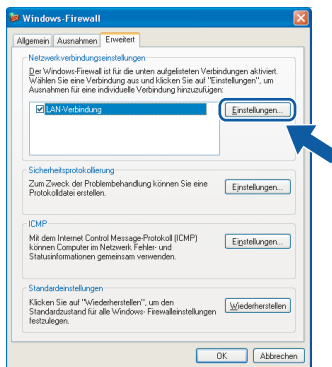 Windows-Firewall
Allgemein
Ausnahmen
Erweitert
Netzwerkverbindungseinstellungen
Der Windows-Firewall ist für die unten aufgelisteten Verbindungen aktiviert.
Wählen Sie eine Verbindung aus und klicken Sie auf "Einstellungen", um
Ausnahmen für eine individuelle Verbindung hinzuzufügen:
LAN-Verbindung
Einstellungen...
Sicherheitsprotokollierung
Zum Zweck der Problembehandlung können Sie eine
Protokolldatei erstellen.
Einstellungen...
ICMP
Mit dem Internet Control Message-Protokoll (ICMP)
können Computer im Netzwerk Fehler- und
Statusinformationen gemeinsam verwenden.
Einstellungen...
Standardeinstellungen
Klicken Sie auf "Wiederherstellen", um den
Standardzustand für alle Windows- Firewalleinstellungen
festzulegen.
Wiederherstellen
OK
Abbrechen